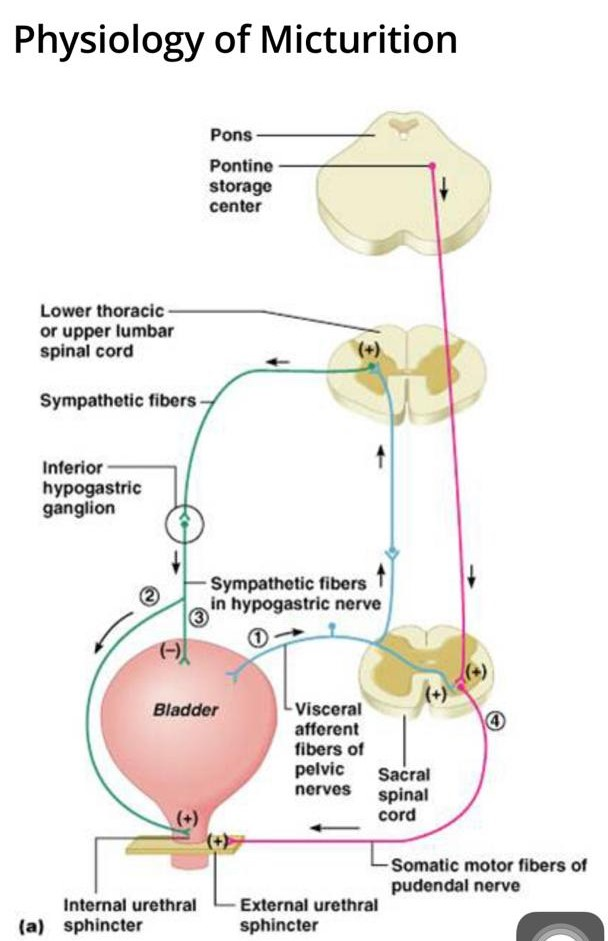 Physiology of Micturition
Pons
Pontine
storage
center
Lower thoracic
or upper lumbar
spinal cord
(+)
Sympathetic fibers
Inferior
hypogastric
ganglion
Sympathetic fibers
in hypogastric nerve
②
③
①
(–)
(+)
(+)
Bladder
④
Visceral
afferent
fibers of
pelvic
nerves
Sacral
spinal
cord
(+)
(+)
Somatic motor fibers of
pudendal nerve
Internal urethral
sphincter
External urethral
sphincter
(a)